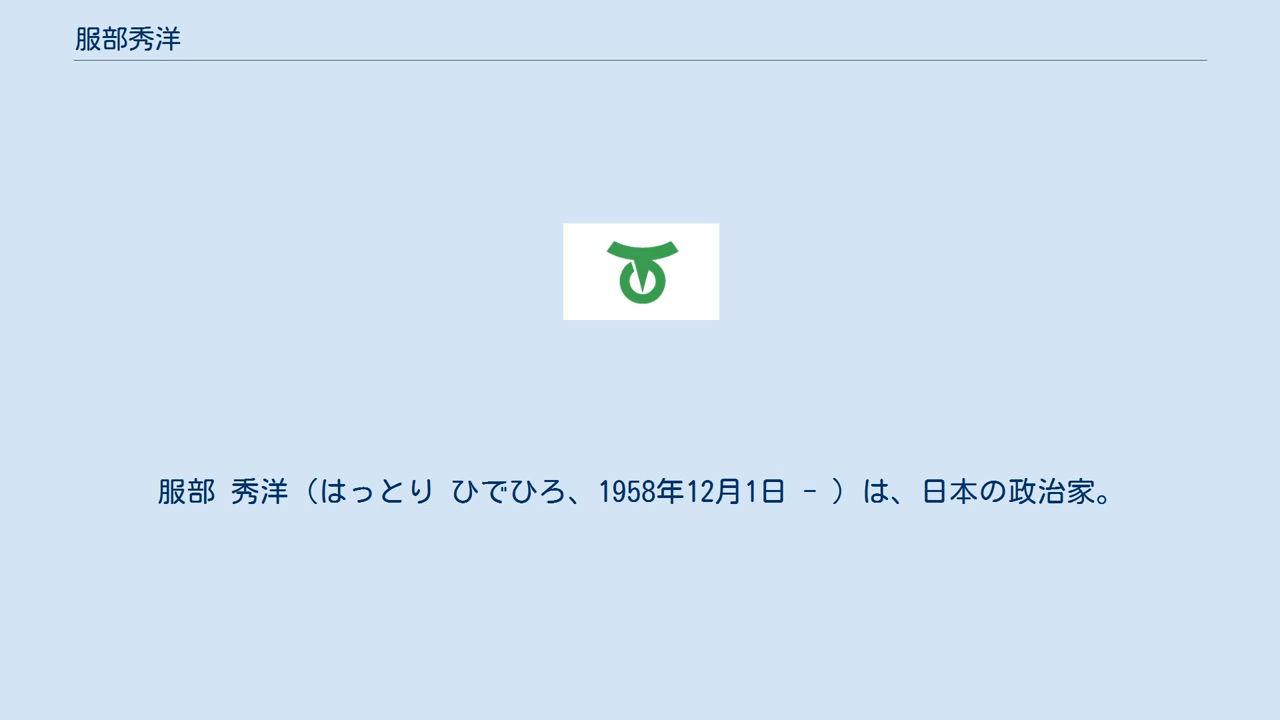 服部秀洋
服部 秀洋（はっとり ひでひろ、1958年12月1日 - ）は、日本の政治家。